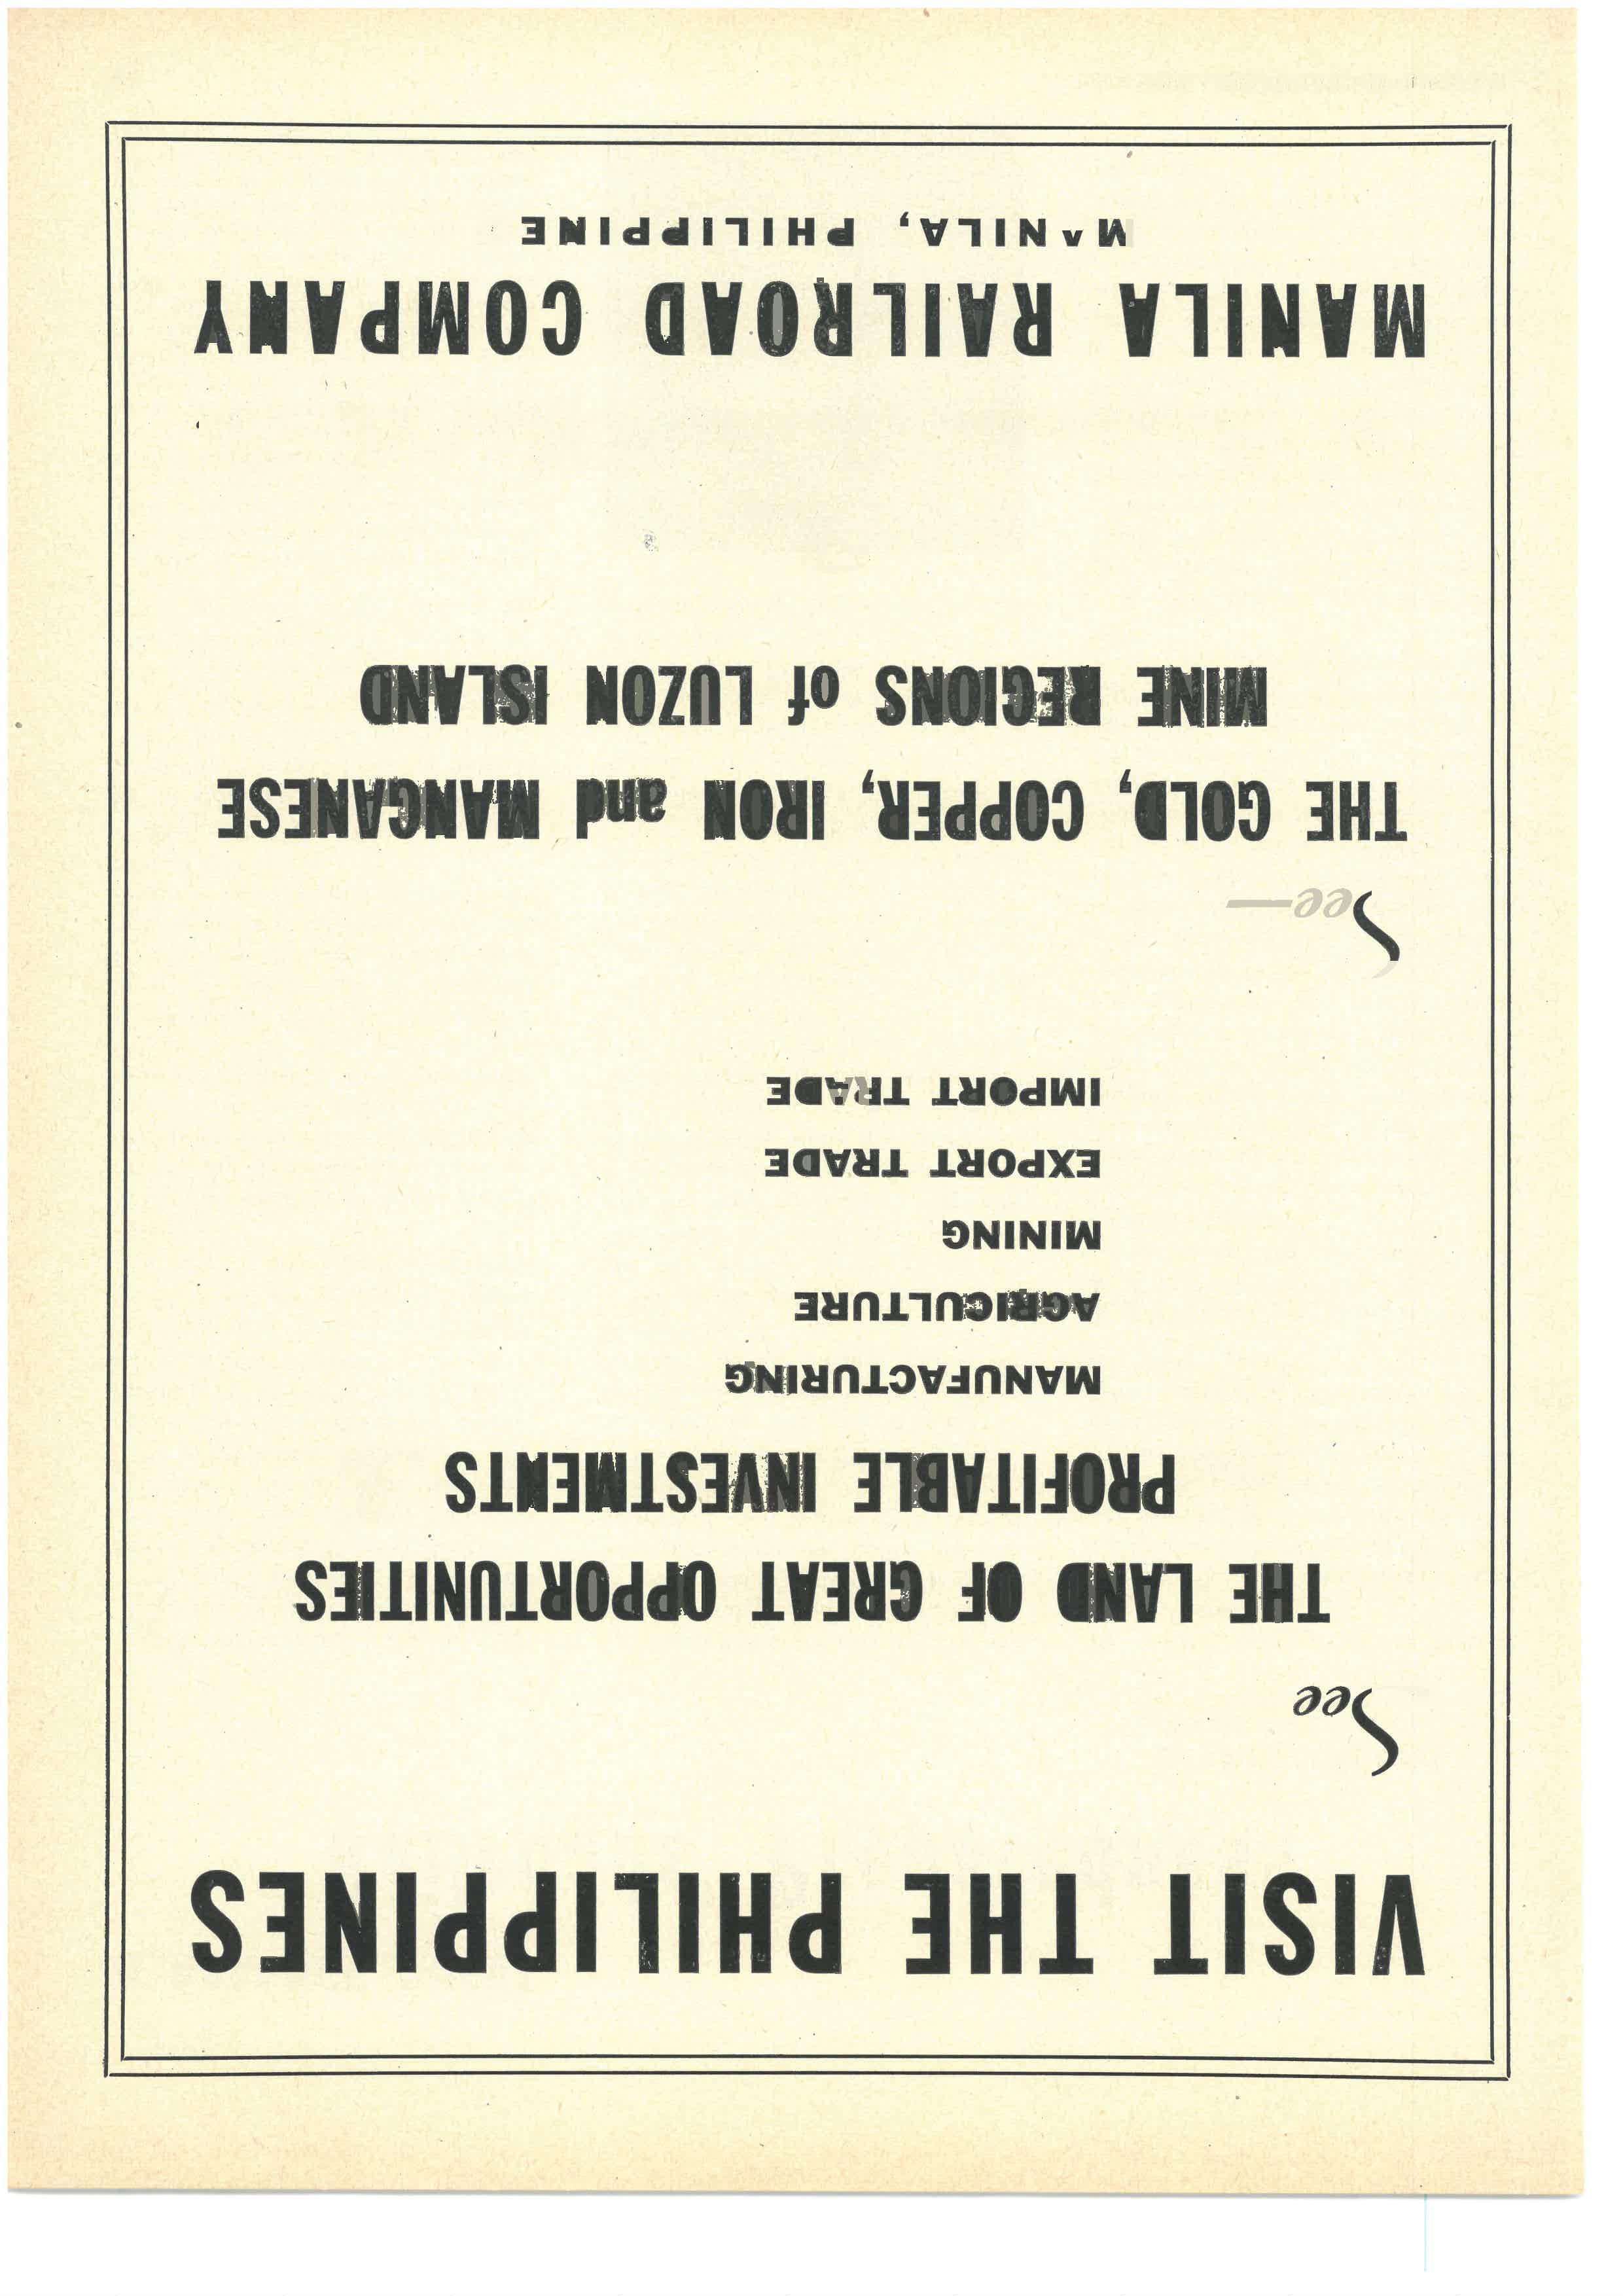 VISIT THE PHILIPPINES
See
THE LAND OF GREAT OPPORTUNITIES
PROFITABLE INVESTMENTS
MANUFACTURING
AGRICULTURE
MINING
EXPORT TRADE
IMPORT TRADE
See—
THE GOLD, COPPER, IRON and MANGANESE
MINE REGIONS of LUZON ISLAND
MANILA RAILROAD COMPANY
MANILA, PHILIPPINE